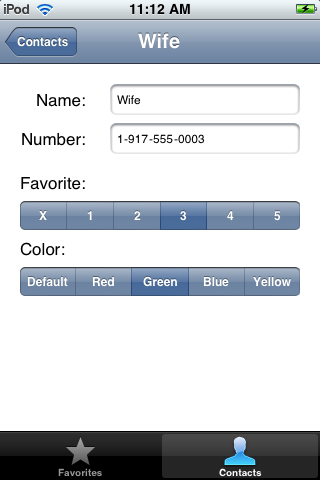 iPod 11:12 AM
Contacts Wife
Name: Wife
Number: 1-917-555-0003
Favorite:
X 1 2 3 4 5
Color:
Default Red Green Blue Yellow
Favorites Contacts